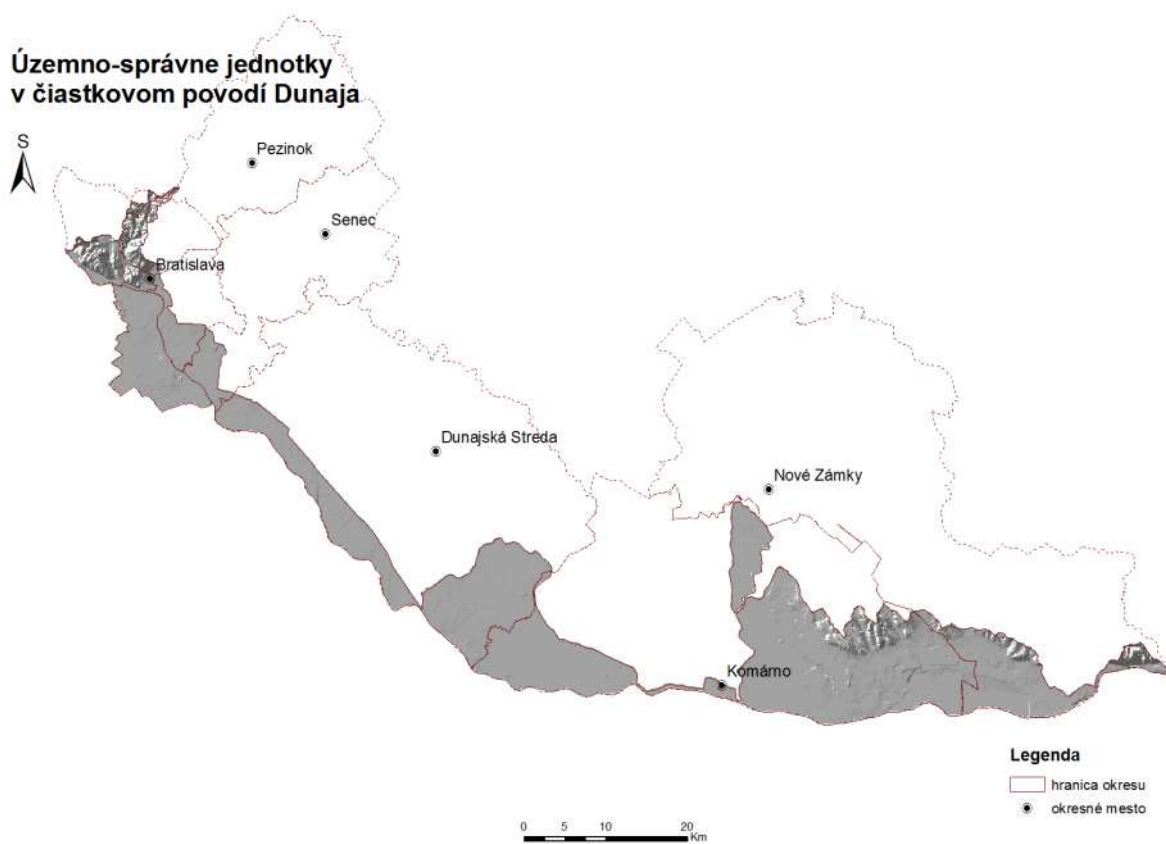 Územno-správne jednotky
v čiastkovom povodí Dunaja
S
Pezinok
Senec
Bratislava
Dunajská Streda
Nové Zámky
Komárno
Legenda
hranica okresu
okresné mesto
0 5 10 20
Km